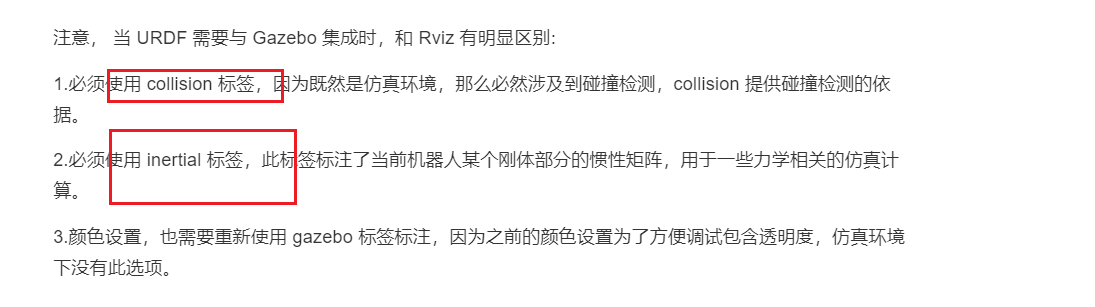 注意， 当 URDF 需要与 Gazebo 集成时，和 Rviz 有明显区别:
1.必须使用 collision 标签，因为既然是仿真环境，那么必然涉及到碰撞检测，collision 提供碰撞检测的依
据。
2.必须使用 inertial 标签，此标签标注了当前机器人某个刚体部分的惯性矩阵，用于一些力学相关的仿真计
算。
3.颜色设置，也需要重新使用 gazebo 标签标注，因为之前的颜色设置为了方便调试包含透明度，仿真环境
下没有此选项。